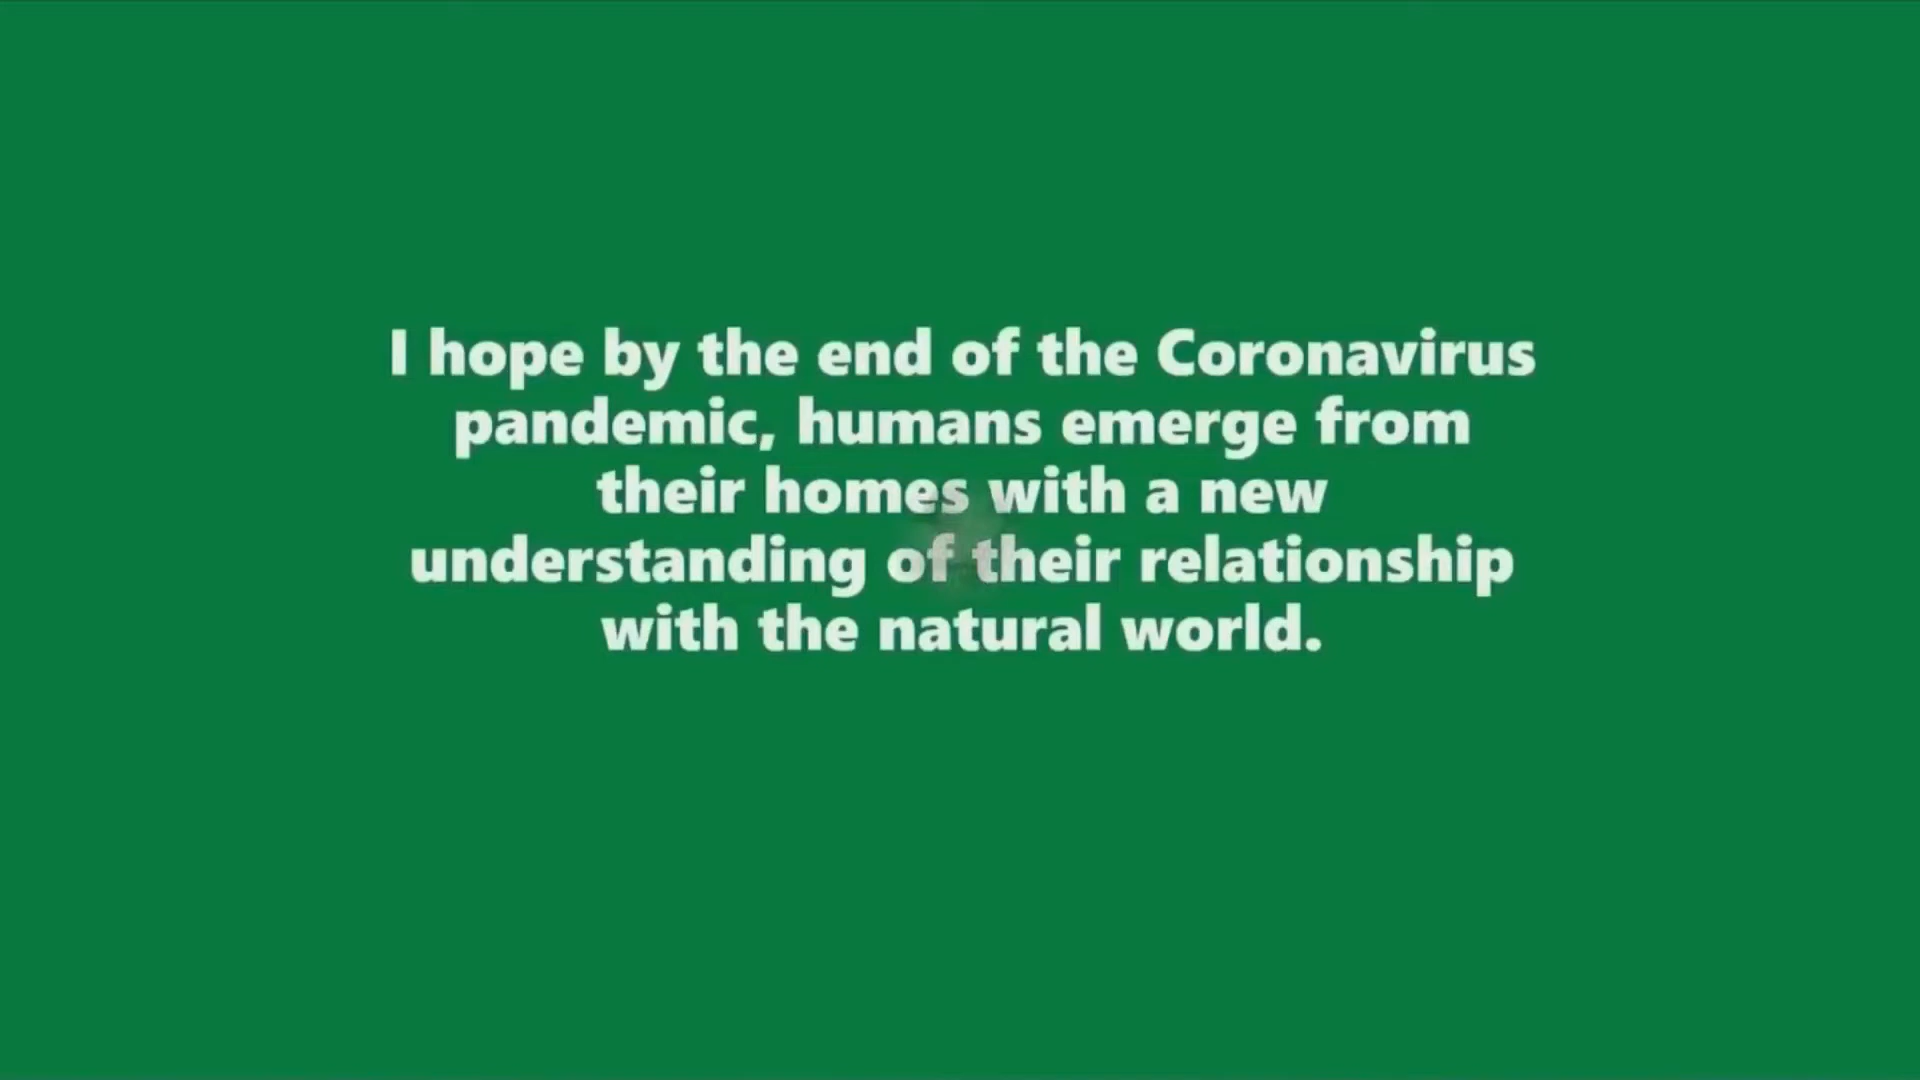 I hope by the end of the Coronavirus
pandemic, humans emerge from
their homes with a new
understanding of their relationship
with the natural world.